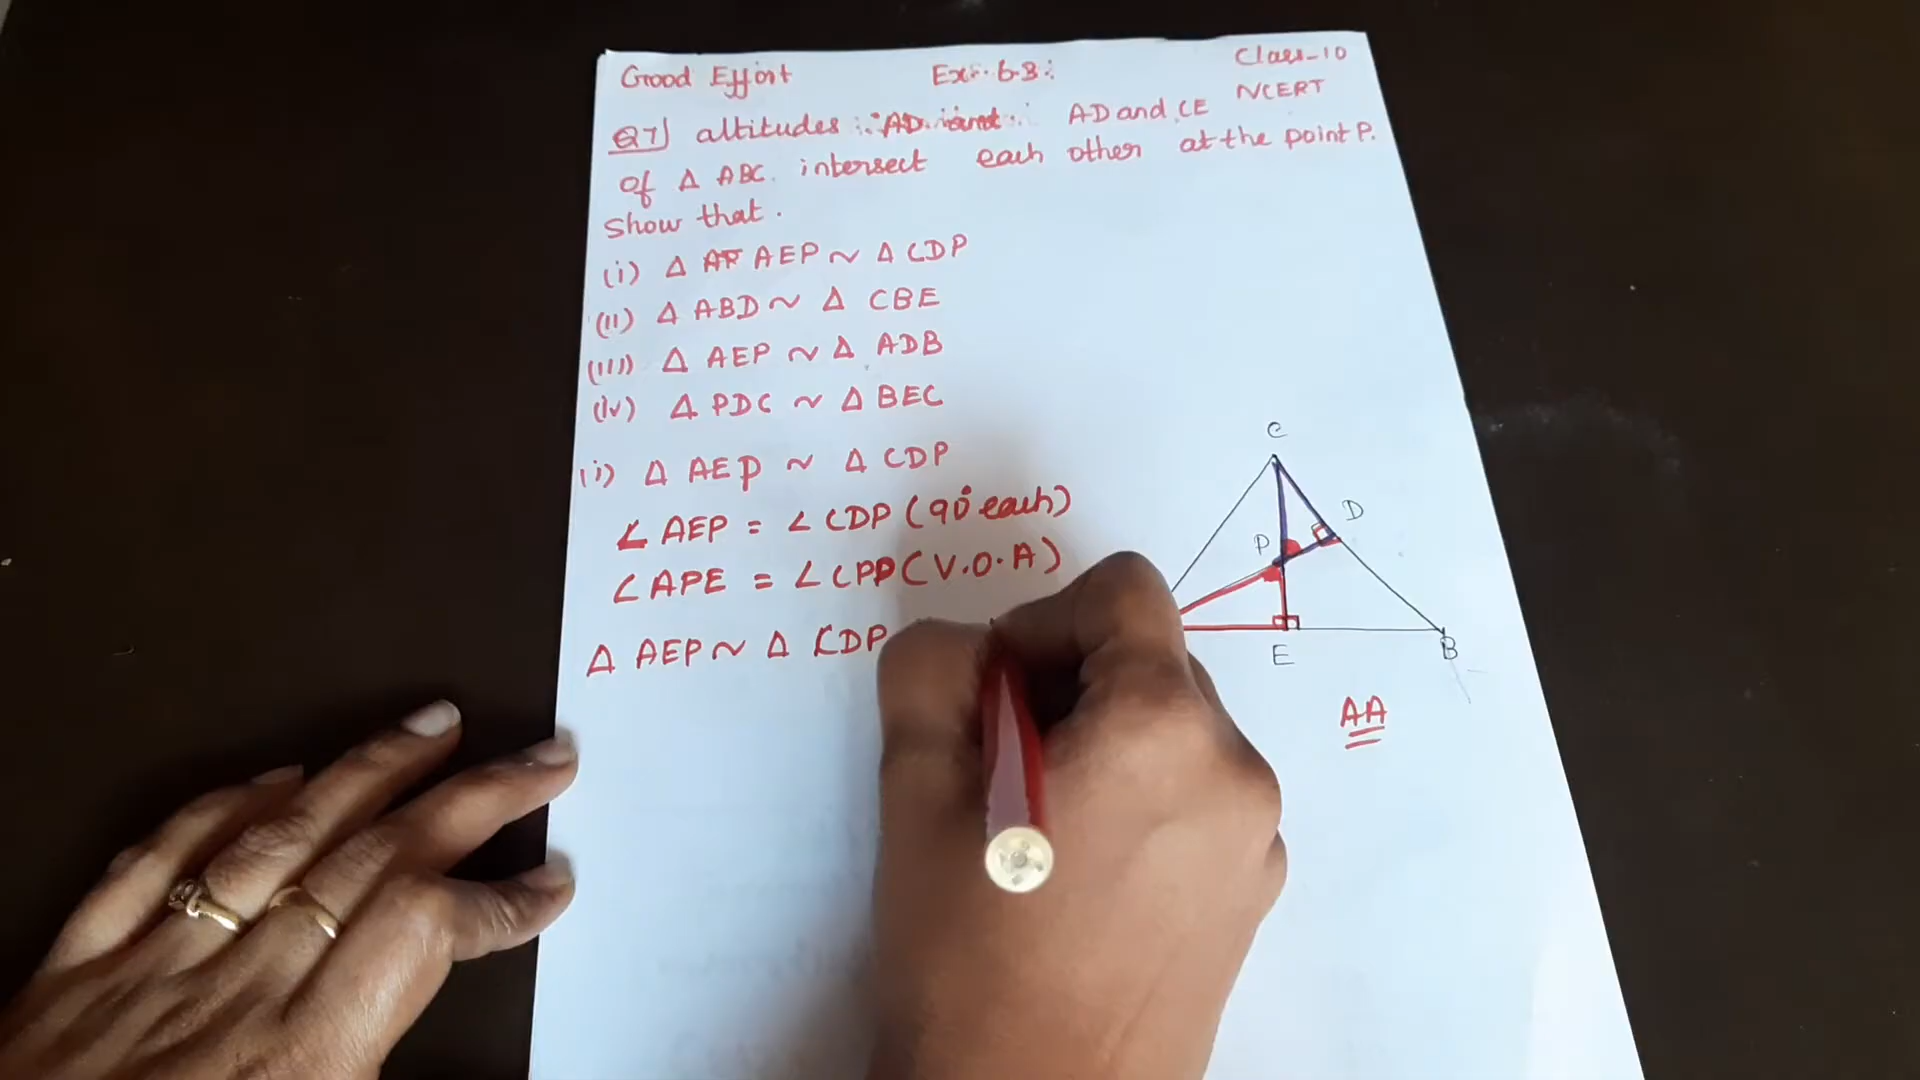 Good Effort Ex:- 6.3: Class-10
NCERT
Q7) altitudes AD and CE
of Δ ABC. intersect each other at the point P.
Show that.
(i) Δ AEP ~ Δ CDP
(ii) Δ ABD ~ Δ CBE
(iii) Δ AEP ~ Δ ADB
(iv) Δ PDC ~ Δ BEC
(i) Δ AEP ~ Δ CDP
∠ AEP = ∠ CDP (90° each)
∠ APE = ∠ CPD (V.O.A)
Δ AEP ~ Δ CDP
C
D
P
E
B
AA